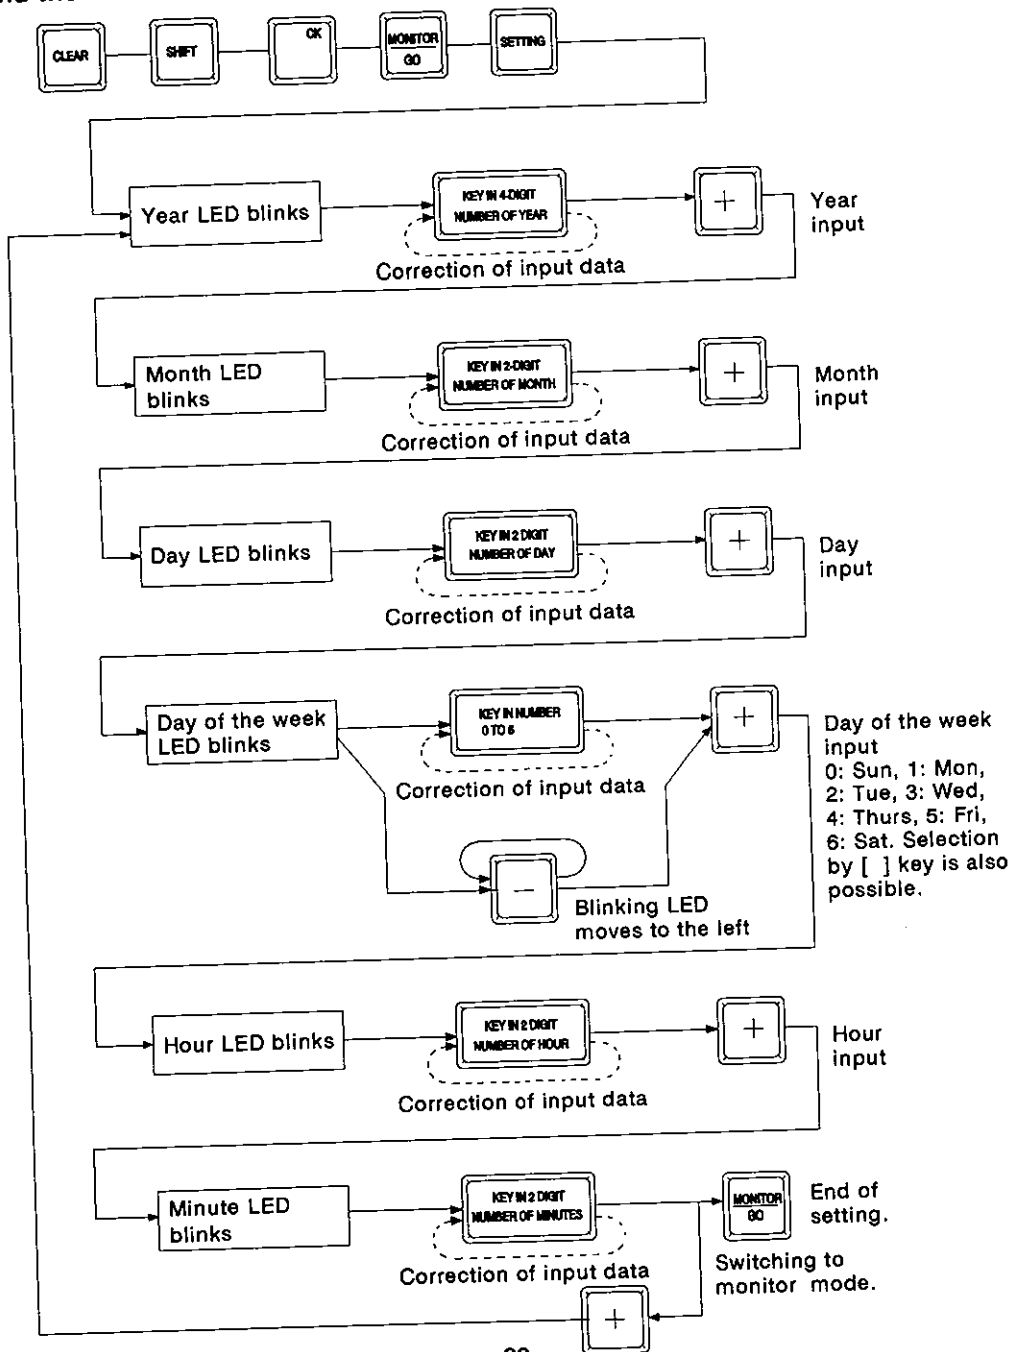 CLEAR
SHIFT
CK
MONITOR
GO
SETTING
Year LED blinks
KEY IN 4-DIGIT
NUMBER OF YEAR
+
Year
input
Correction of input data
Month LED
blinks
KEY IN 2-DIGIT
NUMBER OF MONTH
+
Month
input
Correction of input data
Day LED blinks
KEY IN 2 DIGIT
NUMBER OF DAY
+
Day
input
Correction of input data
Day of the week
LED blinks
KEY IN NUMBER
0 TO 6
+
Day of the week
input
0: Sun, 1: Mon,
2: Tue, 3: Wed,
4: Thurs, 5: Fri,
6: Sat. Selection
by [ ] key is also
possible.
Correction of input data
−
Blinking LED
moves to the left
Hour LED blinks
KEY IN 2 DIGIT
NUMBER OF HOUR
+
Hour
input
Correction of input data
Minute LED
blinks
KEY IN 2 DIGIT
NUMBER OF MINUTES
MONITOR
GO
End of
setting.
Correction of input data
Switching to
monitor mode.
+